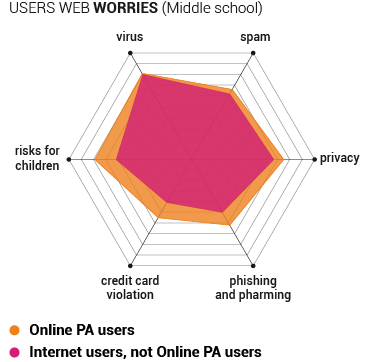 USERS WEB WORRIES (Middle school)
virus
spam
risks for
children
privacy
credit card
violation
phishing
and pharming
Online PA users
Internet users, not Online PA users